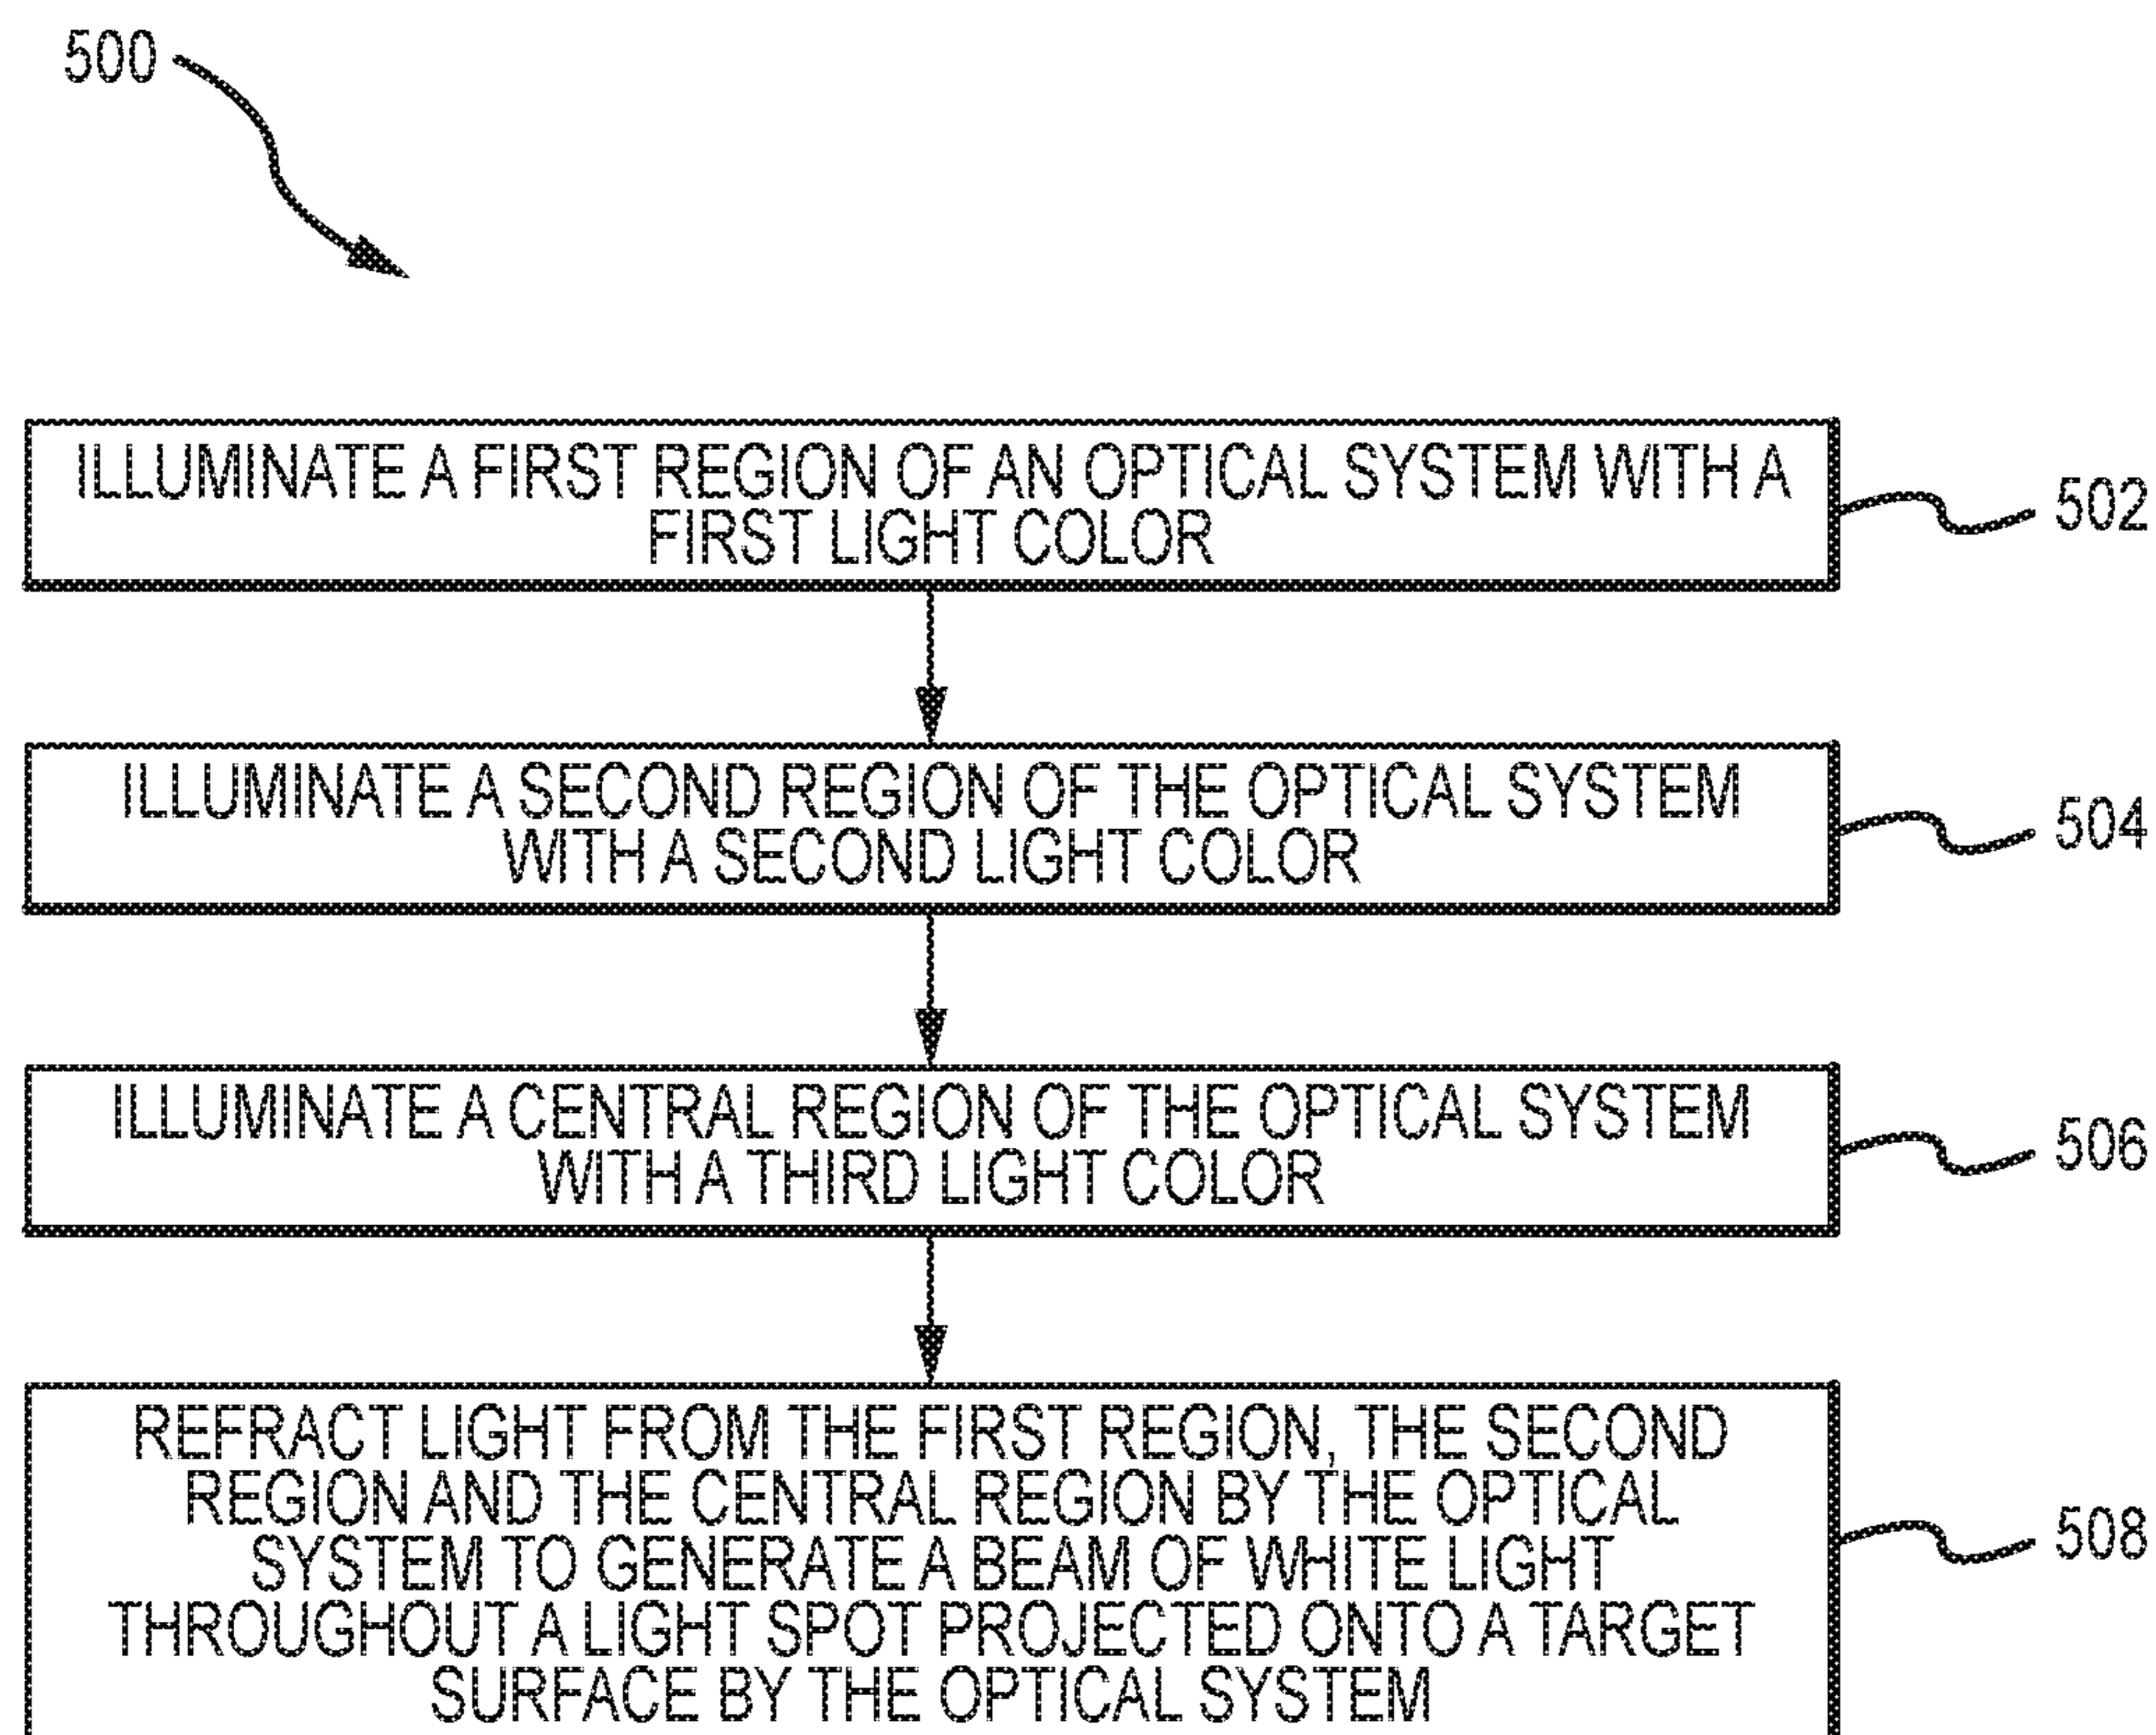 500
ILLUMINATE A FIRST REGION OF AN OPTICAL SYSTEM WITH A
FIRST LIGHT COLOR
502
ILLUMINATE A SECOND REGION OF THE OPTICAL SYSTEM
WITH A SECOND LIGHT COLOR
504
ILLUMINATE A CENTRAL REGION OF THE OPTICAL SYSTEM
WITH A THIRD LIGHT COLOR
506
REFRACT LIGHT FROM THE FIRST REGION, THE SECOND
REGION AND THE CENTRAL REGION BY THE OPTICAL
SYSTEM TO GENERATE A BEAM OF WHITE LIGHT
THROUGHOUT A LIGHT SPOT PROJECTED ONTO A TARGET
SURFACE BY THE OPTICAL SYSTEM
508